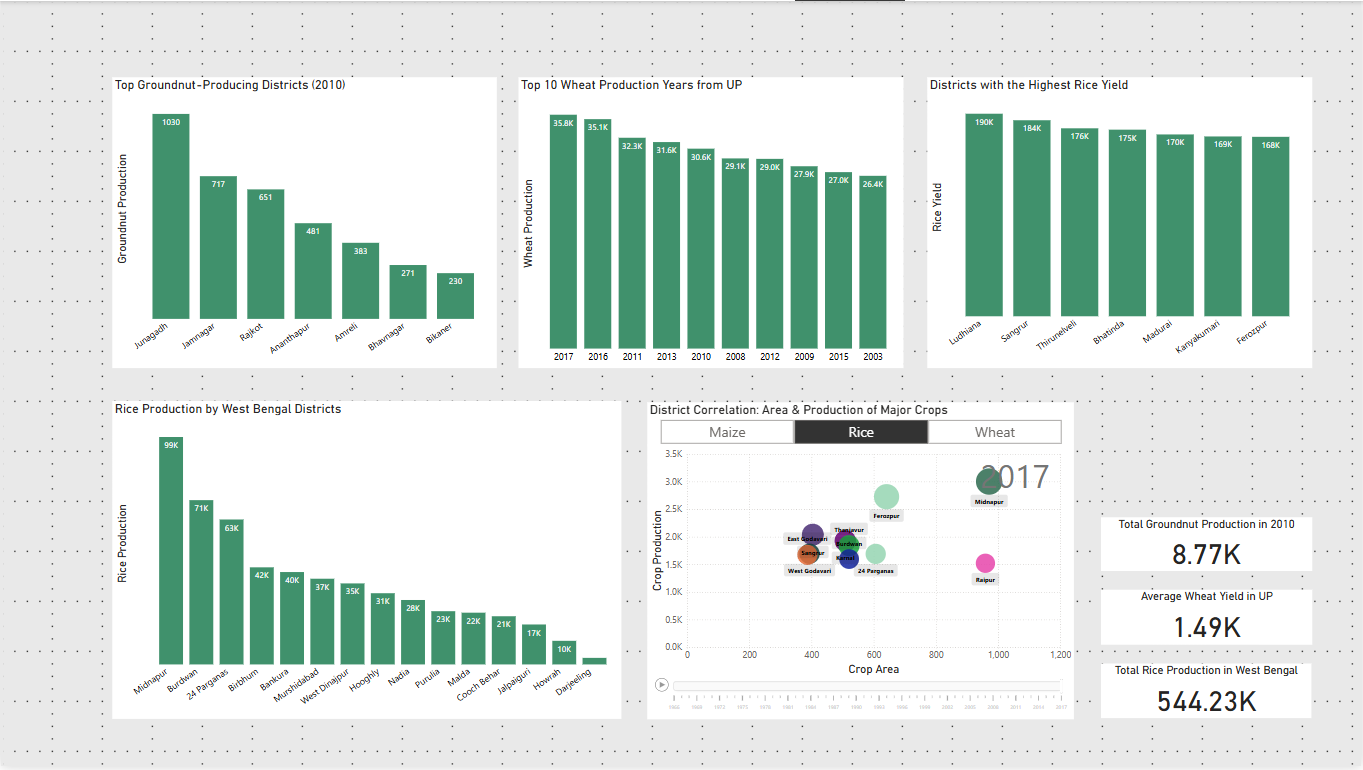 Top Groundnut-Producing Districts (2010)
Groundnut Production
1030
717
651
481
383
271
230
Junagadh
Jamnagar
Rajkot
Ananthapur
Amreli
Bhavnagar
Bikaner
Top 10 Wheat Production Years from UP
Wheat Production
35.8K
35.1K
32.3K
31.6K
30.6K
29.1K
29.0K
27.9K
27.0K
26.4K
2017 2016 2011 2013 2010 2008 2012 2009 2015 2003
Districts with the Highest Rice Yield
Rice Yield
190K
184K
176K
175K
170K
169K
168K
Ludhiana
Sangrur
Thirunelveli
Bhatinda
Madurai
Kanyakumari
Ferozpur
Rice Production by West Bengal Districts
Rice Production
99K
71K
63K
42K
40K
37K
35K
31K
28K
23K
22K
21K
17K
10K
Midnapur
Burdwan
24 Parganas
Birbhum
Bankura
Murshidabad
West Dinajpur
Hooghly
Nadia
Purulia
Malda
Cooch Behar
Jalpaiguri
Howrah
Darjeeling
District Correlation: Area & Production of Major Crops
Maize Rice Wheat
3.5K
3.0K
2.5K
2.0K
1.5K
1.0K
0.5K
0.0K
Crop Production
2017
Midnapur
Ferozpur
Thanjavur
East Godavari
Burdwan
Sangrur
Karnal
West Godavari
24 Parganas
Raipur
0 200 400 600 800 1,000 1,200
Crop Area
Total Groundnut Production in 2010
8.77K
Average Wheat Yield in UP
1.49K
Total Rice Production in West Bengal
544.23K